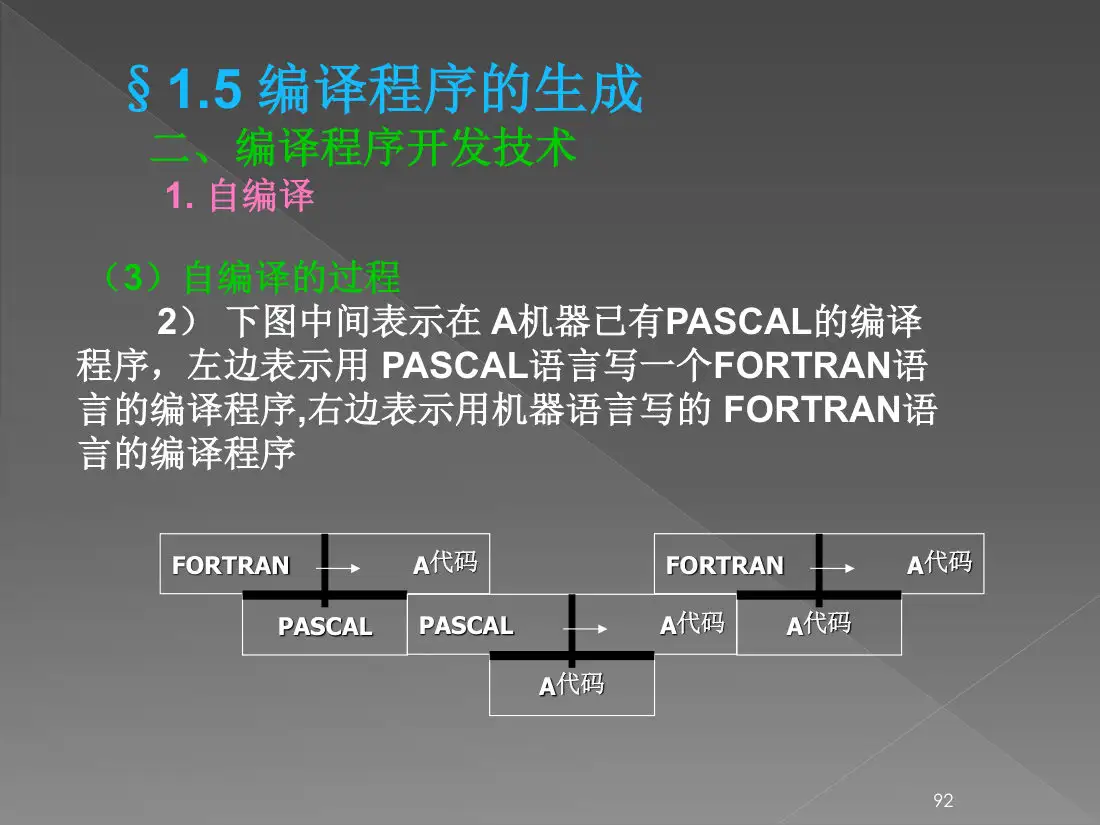 §1.5 编译程序的生成
二、编译程序开发技术
1. 自编译
（3）自编译的过程
2） 下图中间表示在 A机器已有PASCAL的编译
程序，左边表示用 PASCAL语言写一个FORTRAN语
言的编译程序,右边表示用机器语言写的 FORTRAN语
言的编译程序
FORTRAN → A代码
FORTRAN → A代码
PASCAL
PASCAL → A代码
A代码
A代码
92